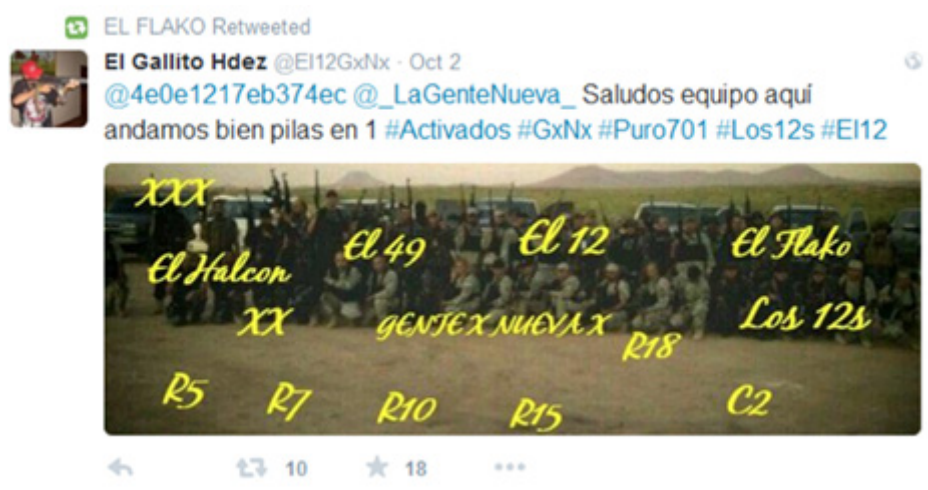 EL FLAKO Retweeted
El Gallito Hdez @El12GxNx · Oct 2
@4e0e1217eb374ec @_LaGenteNueva_ Saludos equipo aquí
andamos bien pilas en 1 #Activados #GxNx #Puro701 #Los12s #El12
XXX
El 49
El 12
El Flako
El Halcon
XX
GENTE X NUEVA X
Los 12s
R18
R5
R7
R10
R15
C2
10
18